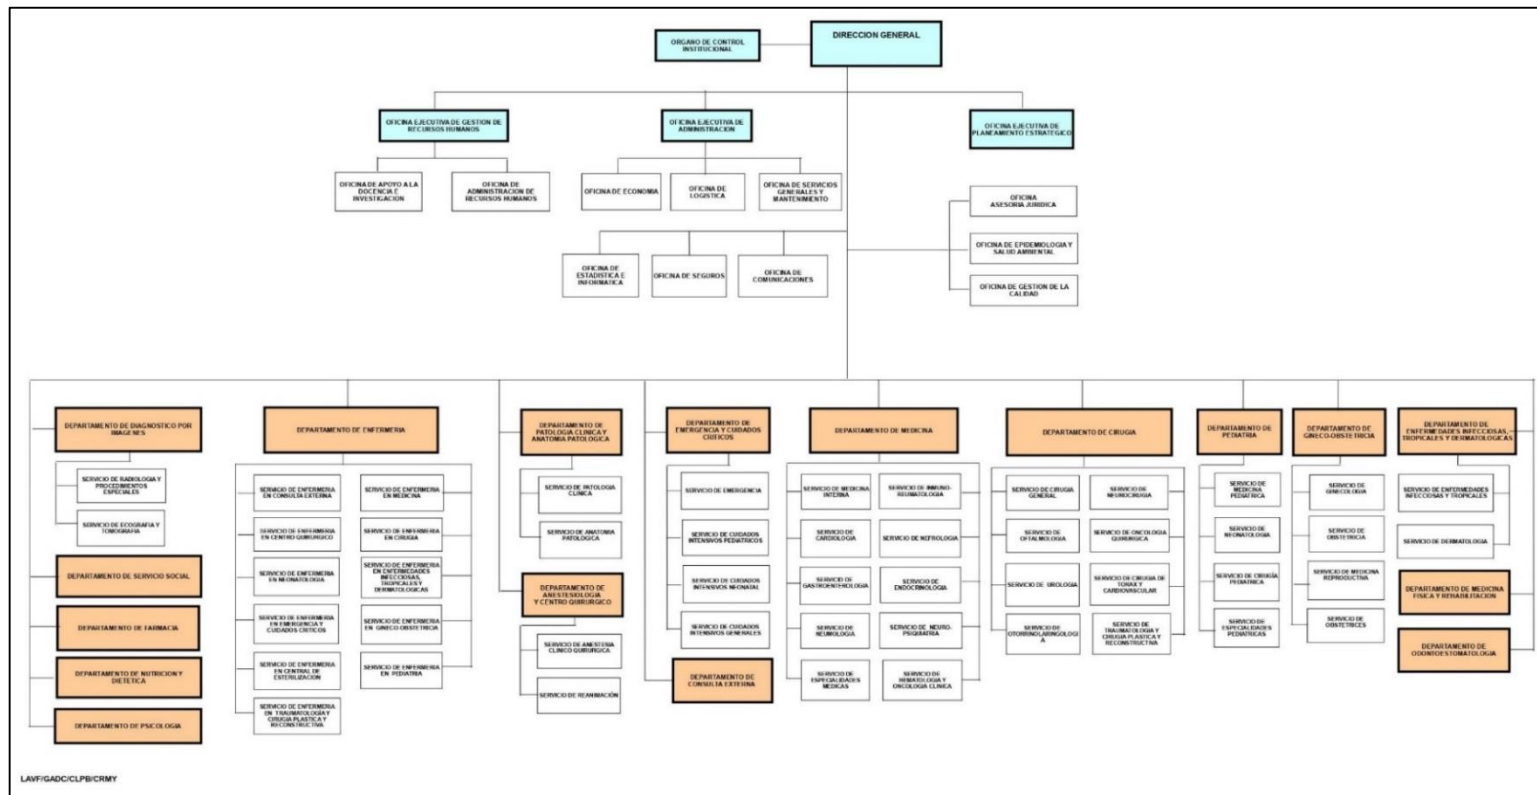 ORGANO DE CONTROL
INSTITUCIONAL
DIRECCION GENERAL
OFICINA EJECUTIVA DE GESTION DE
RECURSOS HUMANOS
OFICINA EJECUTIVA DE
ADMINISTRACION
OFICINA EJECUTIVA DE
PLANEAMIENTO ESTRATÉGICO
OFICINA DE APOYO A LA
DOCENCIA E
INVESTIGACIÓN
OFICINA DE
ADMINISTRACION DE
RECURSOS HUMANOS
OFICINA DE ECONOMIA
OFICINA DE
LOGISTICA
OFICINA DE SERVICIOS
GENERALES Y
MANTENIMIENTO
OFICINA
ASESORIA JURIDICA
OFICINA DE EPIDEMIOLOGIA Y
SALUD AMBIENTAL
OFICINA DE GESTION DE LA
CALIDAD
OFICINA DE
ESTADISTICA E
INFORMATICA
OFICINA DE SEGUROS
OFICINA DE
COMUNICACIONES
DEPARTAMENTO DE DIAGNOSTICO POR
IMAGENES
SERVICIO DE RADIOLOGIA Y
PROCEDIMIENTOS
ESPECIALES
SERVICIO DE ECOGRAFIA Y
TOMOGRAFIA
DEPARTAMENTO DE SERVICIO SOCIAL
DEPARTAMENTO DE FARMACIA
DEPARTAMENTO DE NUTRICION Y
DIETETICA
DEPARTAMENTO DE PSICOLOGIA
DEPARTAMENTO DE ENFERMERIA
SERVICIO DE ENFERMERIA
EN CONSULTA EXTERNA
SERVICIO DE ENFERMERIA
EN CENTRO QUIRURGICO
SERVICIO DE ENFERMERIA
EN NEONATOLOGIA
SERVICIO DE ENFERMERIA
EN EMERGENCIA Y
CUIDADOS CRITICOS
SERVICIO DE ENFERMERIA
EN CENTRAL DE
ESTERILIZACION
SERVICIO DE ENFERMERIA
EN TRAUMATOLOGIA Y
CIRUGIA PLASTICA Y
RECONSTRUCTIVA
SERVICIO DE ENFERMERIA
EN MEDICINA
SERVICIO DE ENFERMERIA
EN CIRUGIA
SERVICIO DE ENFERMERIA
EN ENFERMEDADES
INFECCIOSAS,
TROPICALES Y
DERMATOLOGICAS
SERVICIO DE ENFERMERIA
EN GINECO-OBSTETRICIA
SERVICIO DE ENFERMERIA
EN PEDIATRIA
DEPARTAMENTO DE
PATOLOGIA CLINICA Y
ANATOMIA PATOLOGICA
SERVICIO DE PATOLOGIA
CLINICA
SERVICIO DE ANATOMIA
PATOLOGICA
DEPARTAMENTO DE
ANESTESIOLOGIA
Y CENTRO QUIRURGICO
SERVICIO DE ANESTESIA
CLINICO QUIRURGICA
SERVICIO DE REANIMACIÓN
DEPARTAMENTO DE
EMERGENCIA Y CUIDADOS
CRITICOS
SERVICIO DE EMERGENCIA
SERVICIO DE CUIDADOS
INTENSIVOS PEDIATRICOS
SERVICIO DE CUIDADOS
INTENSIVOS NEONATAL
SERVICIO DE CUIDADOS
INTENSIVOS GENERALES
DEPARTAMENTO DE
CONSULTA EXTERNA
DEPARTAMENTO DE MEDICINA
SERVICIO DE MEDICINA
INTERNA
SERVICIO DE
CARDIOLOGIA
SERVICIO DE
GASTROENTEROLOGIA
SERVICIO DE
NEUMOLOGIA
SERVICIO DE
ESPECIALIDADES
MEDICAS
SERVICIO DE INMUNO-
REUMATOLOGIA
SERVICIO DE NEFROLOGIA
SERVICIO DE
ENDOCRINOLOGIA
SERVICIO DE NEURO-
PSIQUIATRIA
SERVICIO DE
HEMATOLOGIA Y
ONCOLOGIA CLINICA
DEPARTAMENTO DE CIRUGIA
SERVICIO DE CIRUGIA
GENERAL
SERVICIO DE
OFTALMOLOGIA
SERVICIO DE UROLOGIA
SERVICIO DE
OTORRINOLARINGOLOGI
A
SERVICIO DE
NEUROCIRUGIA
SERVICIO DE ONCOLOGIA
QUIRURGICA
SERVICIO DE CIRUGIA DE
TORAX Y
CARDIOVASCULAR
SERVICIO DE
TRAUMATOLOGIA Y
CIRUGIA PLASTICA Y
RECONSTRUCTIVA
DEPARTAMENTO DE
PEDIATRIA
SERVICIO DE
MEDICINA
PEDIATRICA
SERVICIO DE
NEONATOLOGIA
SERVICIO DE CIRUGÍA
PEDIATRICA
SERVICIO DE
ESPECIALIDADES
PEDIATRICAS
DEPARTAMENTO DE
GINECO-OBSTETRICIA
SERVICIO DE
GINECOLOGIA
SERVICIO DE
OBSTETRICIA
SERVICIO DE MEDICINA
REPRODUCTIVA
SERVICIO DE
OBSTETRICES
DEPARTAMENTO DE
ENFERMEDADES INFECCIOSAS,
TROPICALES Y DERMATOLOGICAS
SERVICIO DE ENFERMEDADES
INFECCIOSAS Y TROPICALES
SERVICIO DE DERMATOLOGIA
DEPARTAMENTO DE MEDICINA
FISICA Y REHABILITACION
DEPARTAMENTO DE
ODONTOESTOMATOLOGIA
LAVF/GADC/CLPB/CRMY